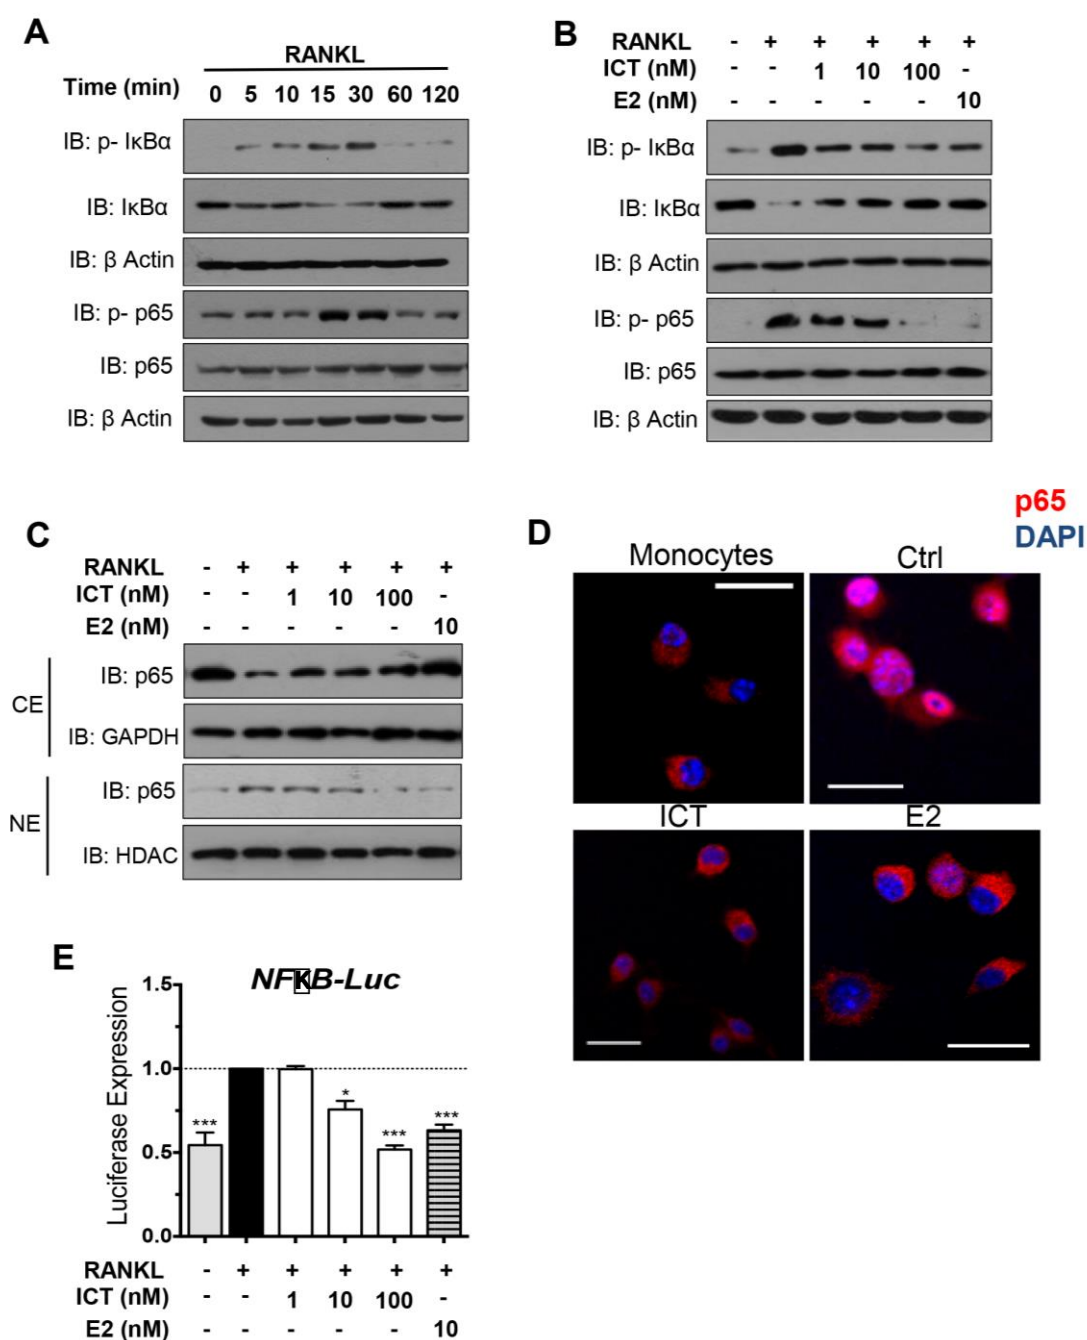 A
RANKL
Time (min) 0 5 10 15 30 60 120
IB: p- IκBα
IB: IκBα
IB: β Actin
IB: p- p65
IB: p65
IB: β Actin
B
RANKL - + + + + +
ICT (nM) - - 1 10 100 -
E2 (nM) - - - - - 10
IB: p- IκBα
IB: IκBα
IB: β Actin
IB: p- p65
IB: p65
IB: β Actin
C
RANKL - + + + + +
ICT (nM) - - 1 10 100 -
E2 (nM) - - - - - 10
CE
IB: p65
IB: GAPDH
NE
IB: p65
IB: HDAC
D
p65
DAPI
Monocytes Ctrl
ICT E2
E
NFKB-Luc
Luciferase Expression
1.5
1.0
0.5
0.0
*** * *** ***
RANKL - + + + + +
ICT (nM) - - 1 10 100 -
E2 (nM) - - - - - 10